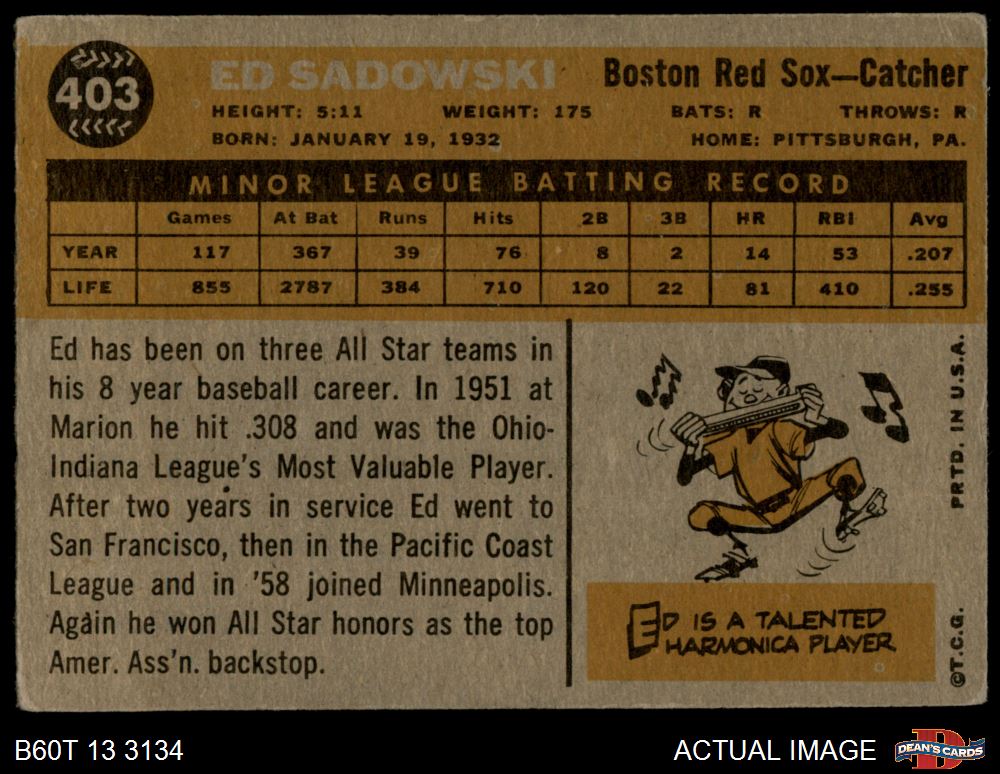 403
ED SADOWSKI
Boston Red Sox—Catcher
HEIGHT: 5:11 WEIGHT: 175 BATS: R THROWS: R
BORN: JANUARY 19, 1932 HOME: PITTSBURGH, PA.
MINOR LEAGUE BATTING RECORD
Games At Bat Runs Hits 2B 3B HR RBI Avg
YEAR 117 367 39 76 8 2 14 53 .207
LIFE 855 2787 384 710 120 22 81 410 .255
Ed has been on three All Star teams in
his 8 year baseball career. In 1951 at
Marion he hit .308 and was the Ohio-
Indiana League's Most Valuable Player.
After two years in service Ed went to
San Francisco, then in the Pacific Coast
League and in '58 joined Minneapolis.
Again he won All Star honors as the top
Amer. Ass'n. backstop.
ED IS A TALENTED
HARMONICA PLAYER
PRTD. IN U.S.A.
©T.C.G.
B60T 13 3134
ACTUAL IMAGE
DEAN'S CARDS